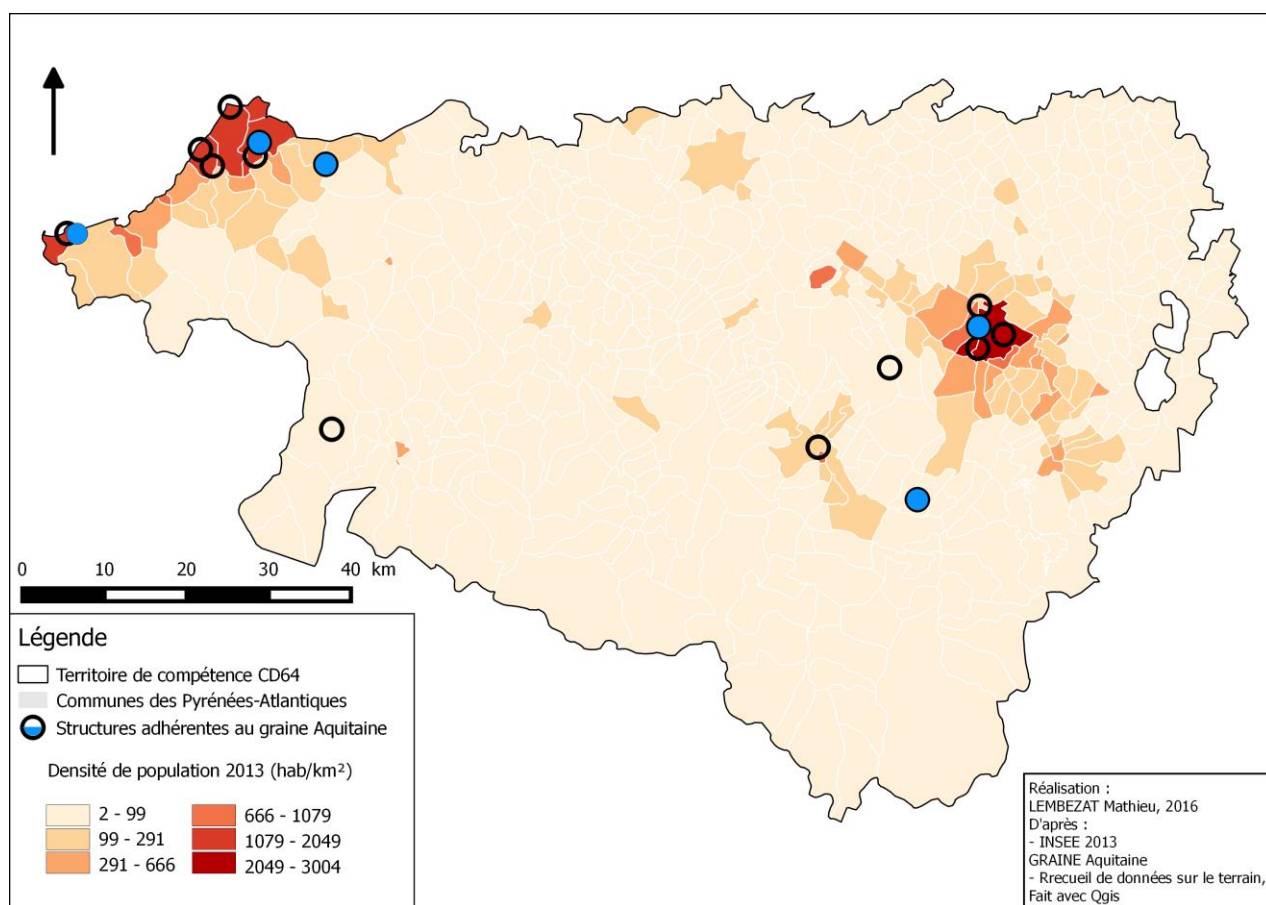 0 10 20 30 40 km
Légende
Territoire de compétence CD64
Communes des Pyrénées-Atlantiques
Structures adhérentes au graine Aquitaine
Densité de population 2013 (hab/km²)
2 - 99
99 - 291
291 - 666
666 - 1079
1079 - 2049
2049 - 3004
Réalisation :
LEMBEZAT Mathieu, 2016
D'après :
- INSEE 2013
GRAINE Aquitaine
- Rrecueil de données sur le terrain,
Fait avec Qgis